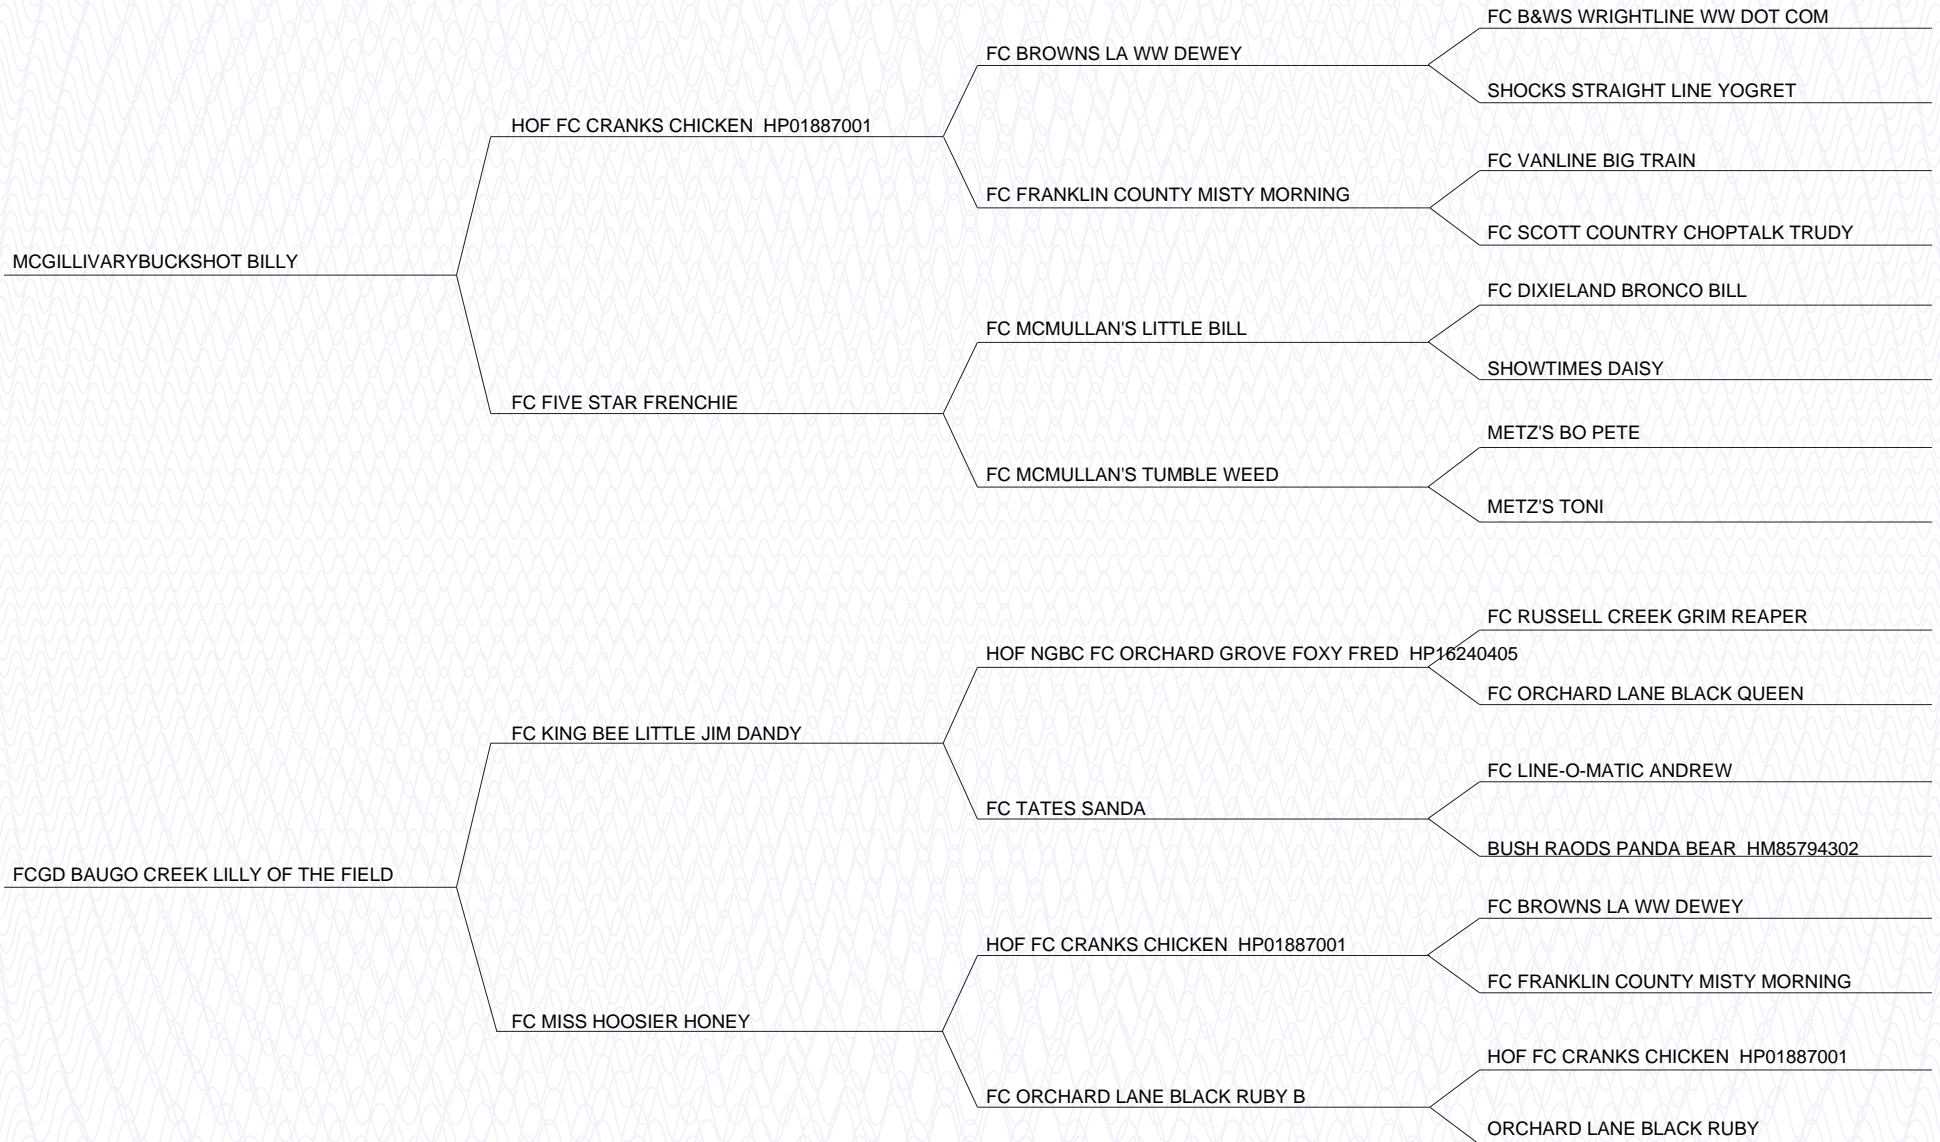 FC B&WS WRIGHTLINE WW DOT COM
FC BROWNS LA WW DEWEY
SHOCKS STRAIGHT LINE YOGRET
HOF FC CRANKS CHICKEN HP01887001
FC VANLINE BIG TRAIN
FC FRANKLIN COUNTY MISTY MORNING
FC SCOTT COUNTRY CHOPTALK TRUDY
MCGILLIVARYBUCKSHOT BILLY
FC DIXIELAND BRONCO BILL
FC MCMULLAN'S LITTLE BILL
SHOWTIMES DAISY
FC FIVE STAR FRENCHIE
METZ'S BO PETE
FC MCMULLAN'S TUMBLE WEED
METZ'S TONI
FC RUSSELL CREEK GRIM REAPER
HOF NGBC FC ORCHARD GROVE FOXY FRED HP16240405
FC ORCHARD LANE BLACK QUEEN
FC KING BEE LITTLE JIM DANDY
FC LINE-O-MATIC ANDREW
FC TATES SANDA
BUSH RAODS PANDA BEAR HM85794302
FCGD BAUGO CREEK LILLY OF THE FIELD
FC BROWNS LA WW DEWEY
HOF FC CRANKS CHICKEN HP01887001
FC FRANKLIN COUNTY MISTY MORNING
FC MISS HOOSIER HONEY
HOF FC CRANKS CHICKEN HP01887001
FC ORCHARD LANE BLACK RUBY B
ORCHARD LANE BLACK RUBY